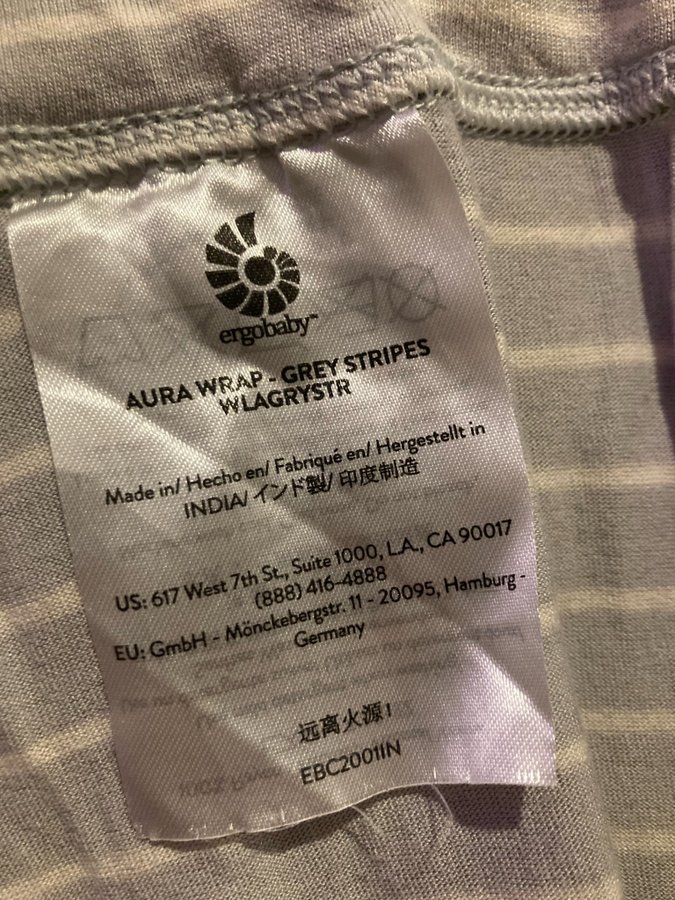 ergobaby™
AURA WRAP - GREY STRIPES
WLAGRYSTR
Made in/ Hecho en/ Fabriqué en/ Hergestellt in
INDIA/ インド製/ 印度制造
US: 617 West 7th St., Suite 1000, L.A., CA 90017
(888) 416-4888
EU: GmbH - Mönckebergstr. 11 - 20095, Hamburg -
Germany
远离火源!
EBC20011IN